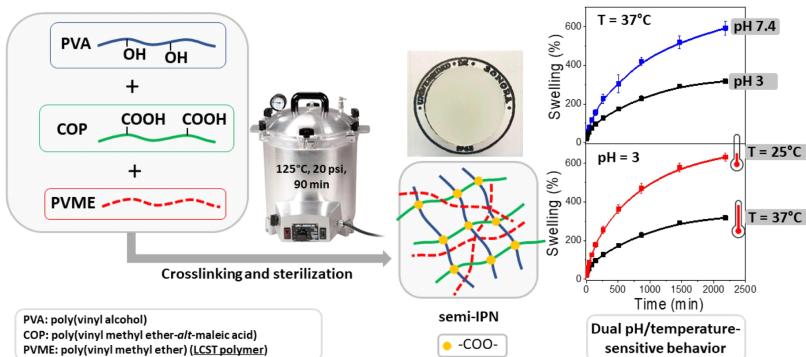 PVA
OH OH
+
COP
COOH COOH
+
PVME
125°C, 20 psi,
90 min
Crosslinking and sterilization
PVA: poly(vinyl alcohol)
COP: poly(vinyl methyl ether-alt-maleic acid)
PVME: poly(vinyl methyl ether) (LCST polymer)
UNIVERSIDAD DE SONORA
semi-IPN
-COO-
T = 37°C
pH 7.4
pH 3
Swelling (%)
600
400
200
0
pH = 3
T = 25°C
T = 37°C
Swelling (%)
600
400
200
0
0 500 1000 1500 2000 2500
Time (min)
Dual pH/temperature-
sensitive behavior